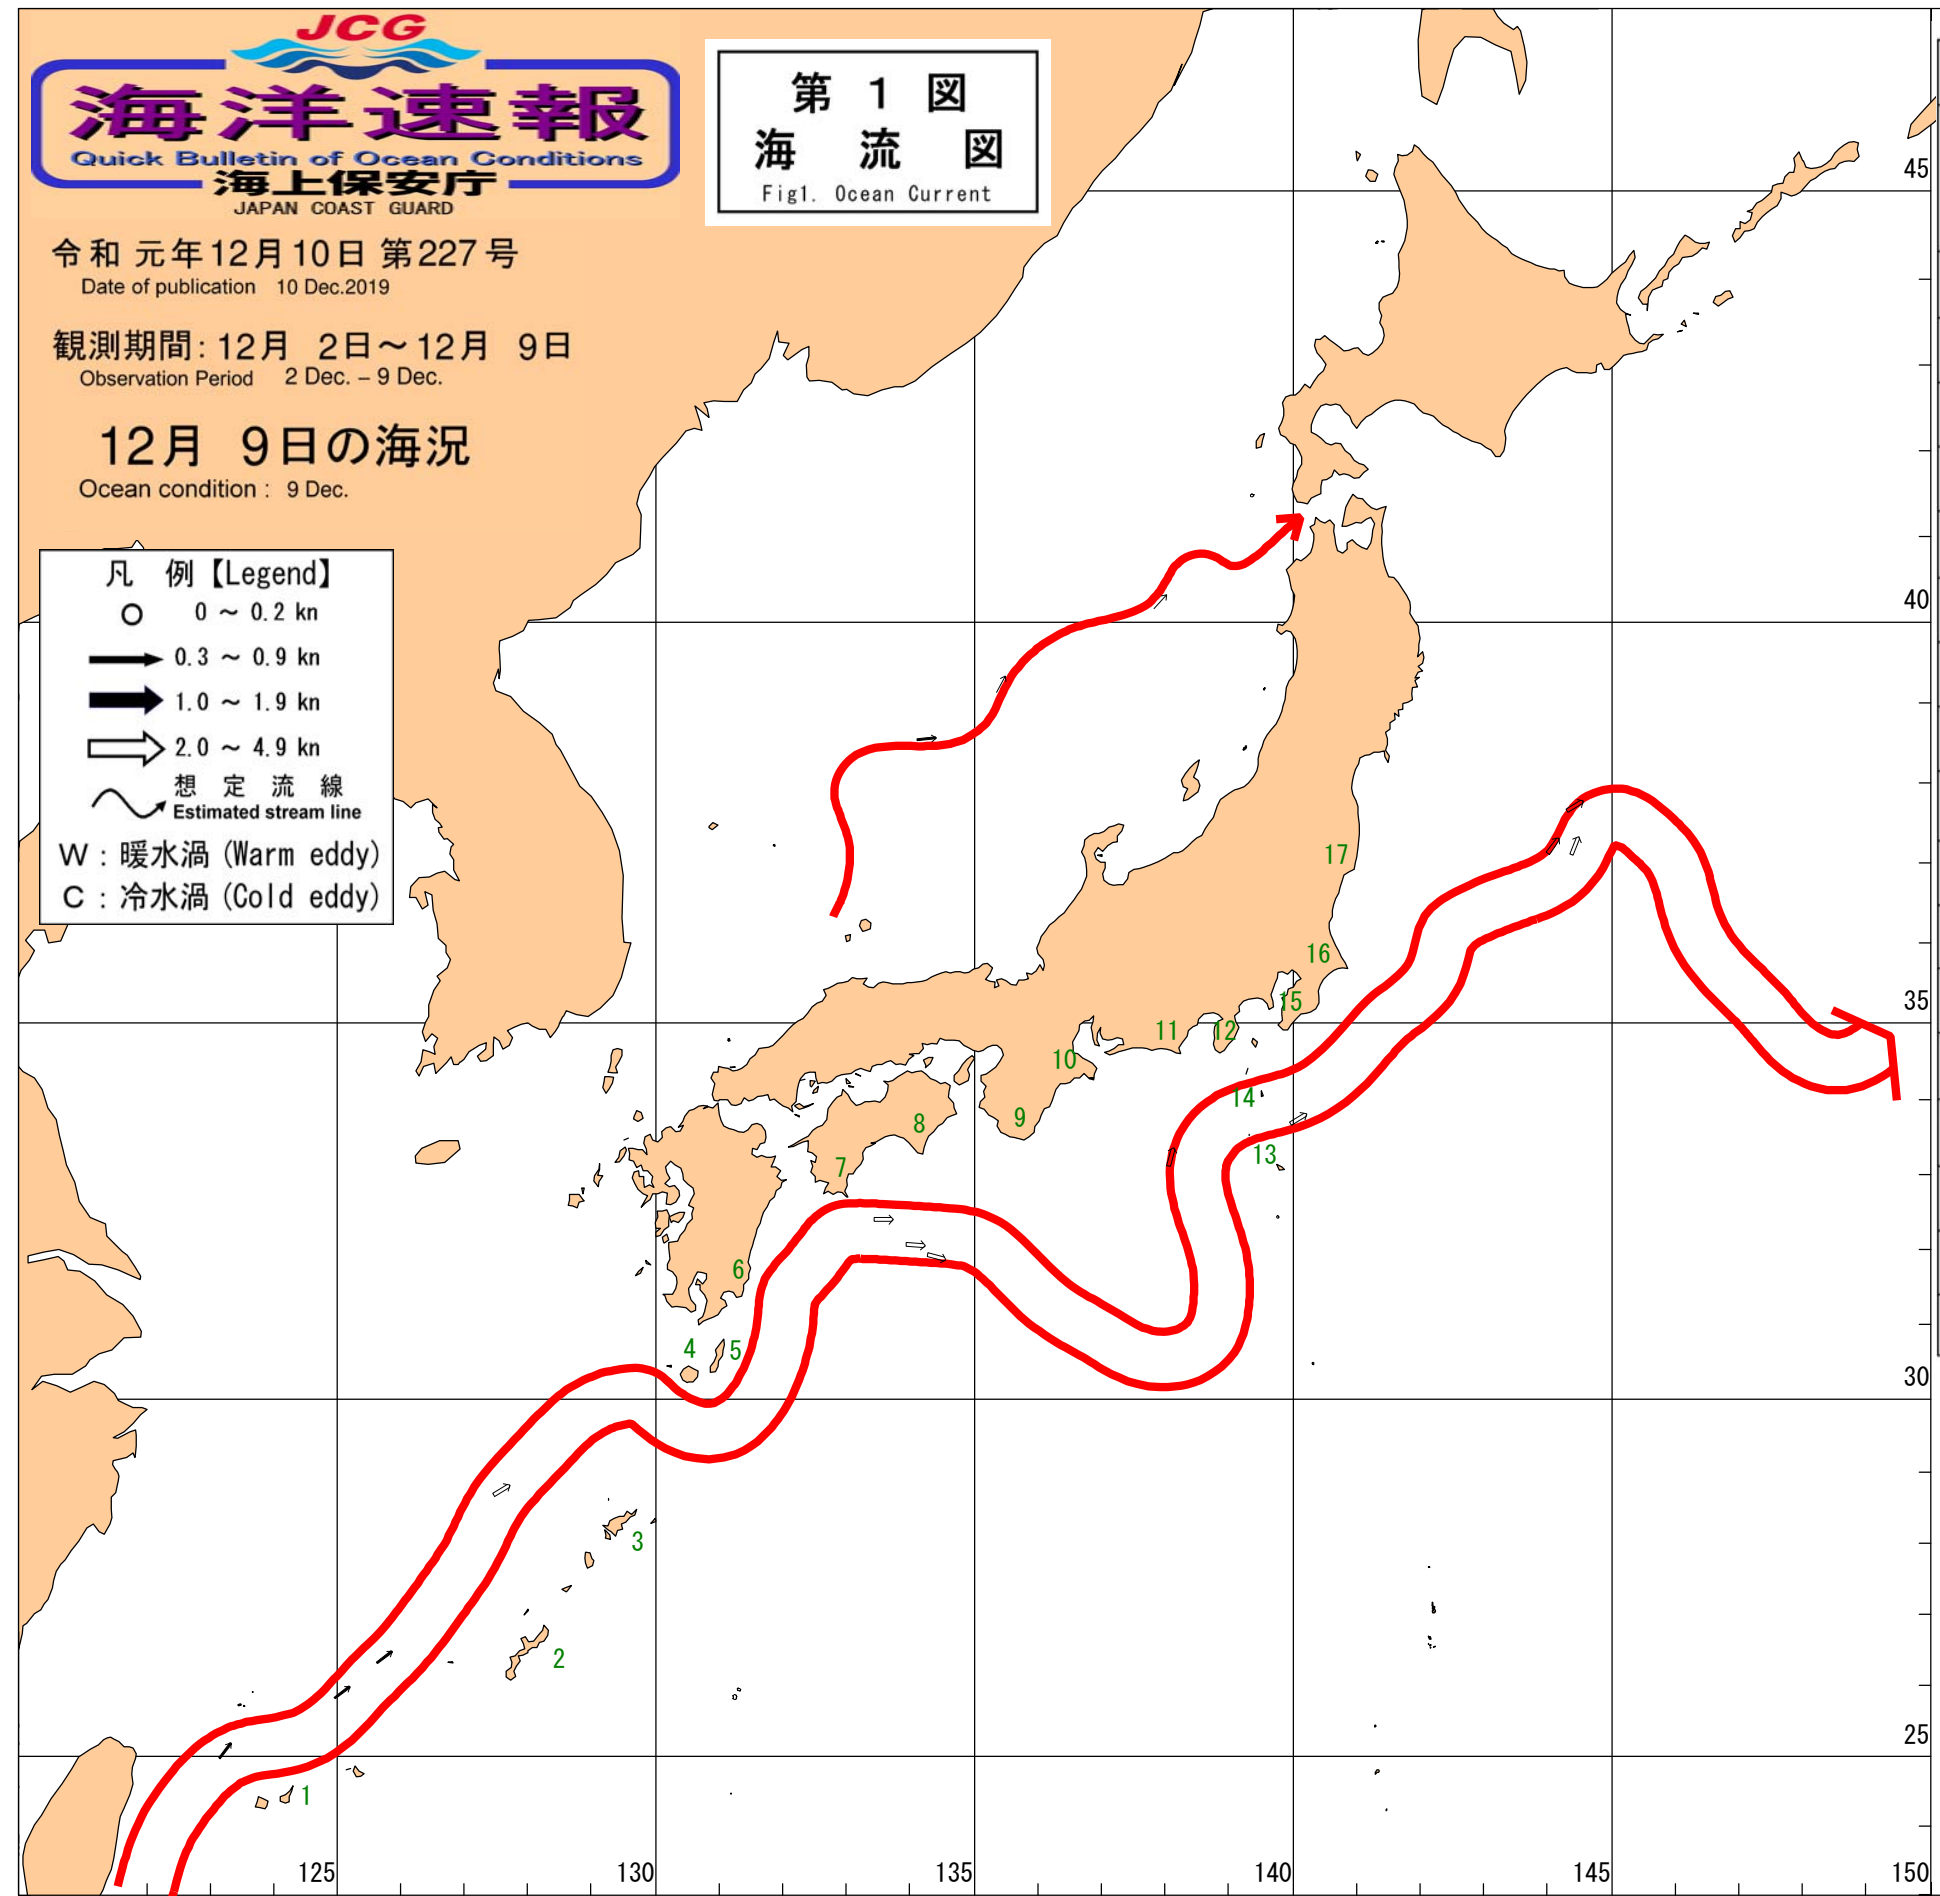 JCG
海洋速報
Quick Bulletin of Ocean Conditions
海上保安庁
JAPAN COAST GUARD
第 1 図
海 流 図
Fig1. Ocean Current
令和 元年12月10日 第227号
Date of publication 10 Dec.2019
観測期間: 12月 2日～12月 9日
Observation Period 2 Dec. – 9 Dec.
12月 9日の海況
Ocean condition : 9 Dec.
凡 例【Legend】
0 ～ 0.2 kn
0.3 ～ 0.9 kn
1.0 ～ 1.9 kn
2.0 ～ 4.9 kn
想 定 流 線
Estimated stream line
W : 暖水渦 (Warm eddy)
C : 冷水渦 (Cold eddy)
45
40
17
16
35
15
11
12
10
14
9
8
13
7
6
4
5
30
3
2
25
1
125
130
135
140
145
150